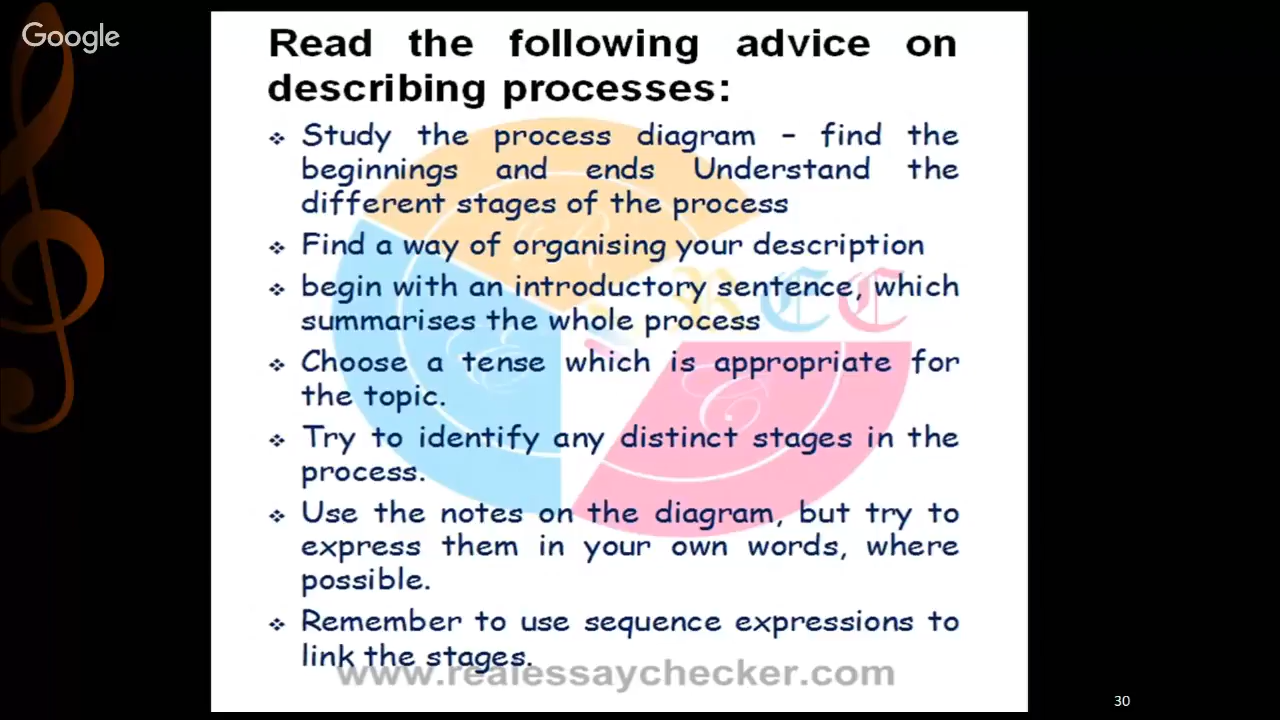 Google
Read the following advice on
describing processes:
❖ Study the process diagram – find the
beginnings and ends Understand the
different stages of the process
❖ Find a way of organising your description
❖ begin with an introductory sentence, which
summarises the whole process
❖ Choose a tense which is appropriate for
the topic.
❖ Try to identify any distinct stages in the
process.
❖ Use the notes on the diagram, but try to
express them in your own words, where
possible.
❖ Remember to use sequence expressions to
link the stages.
www.realessaychecker.com
30